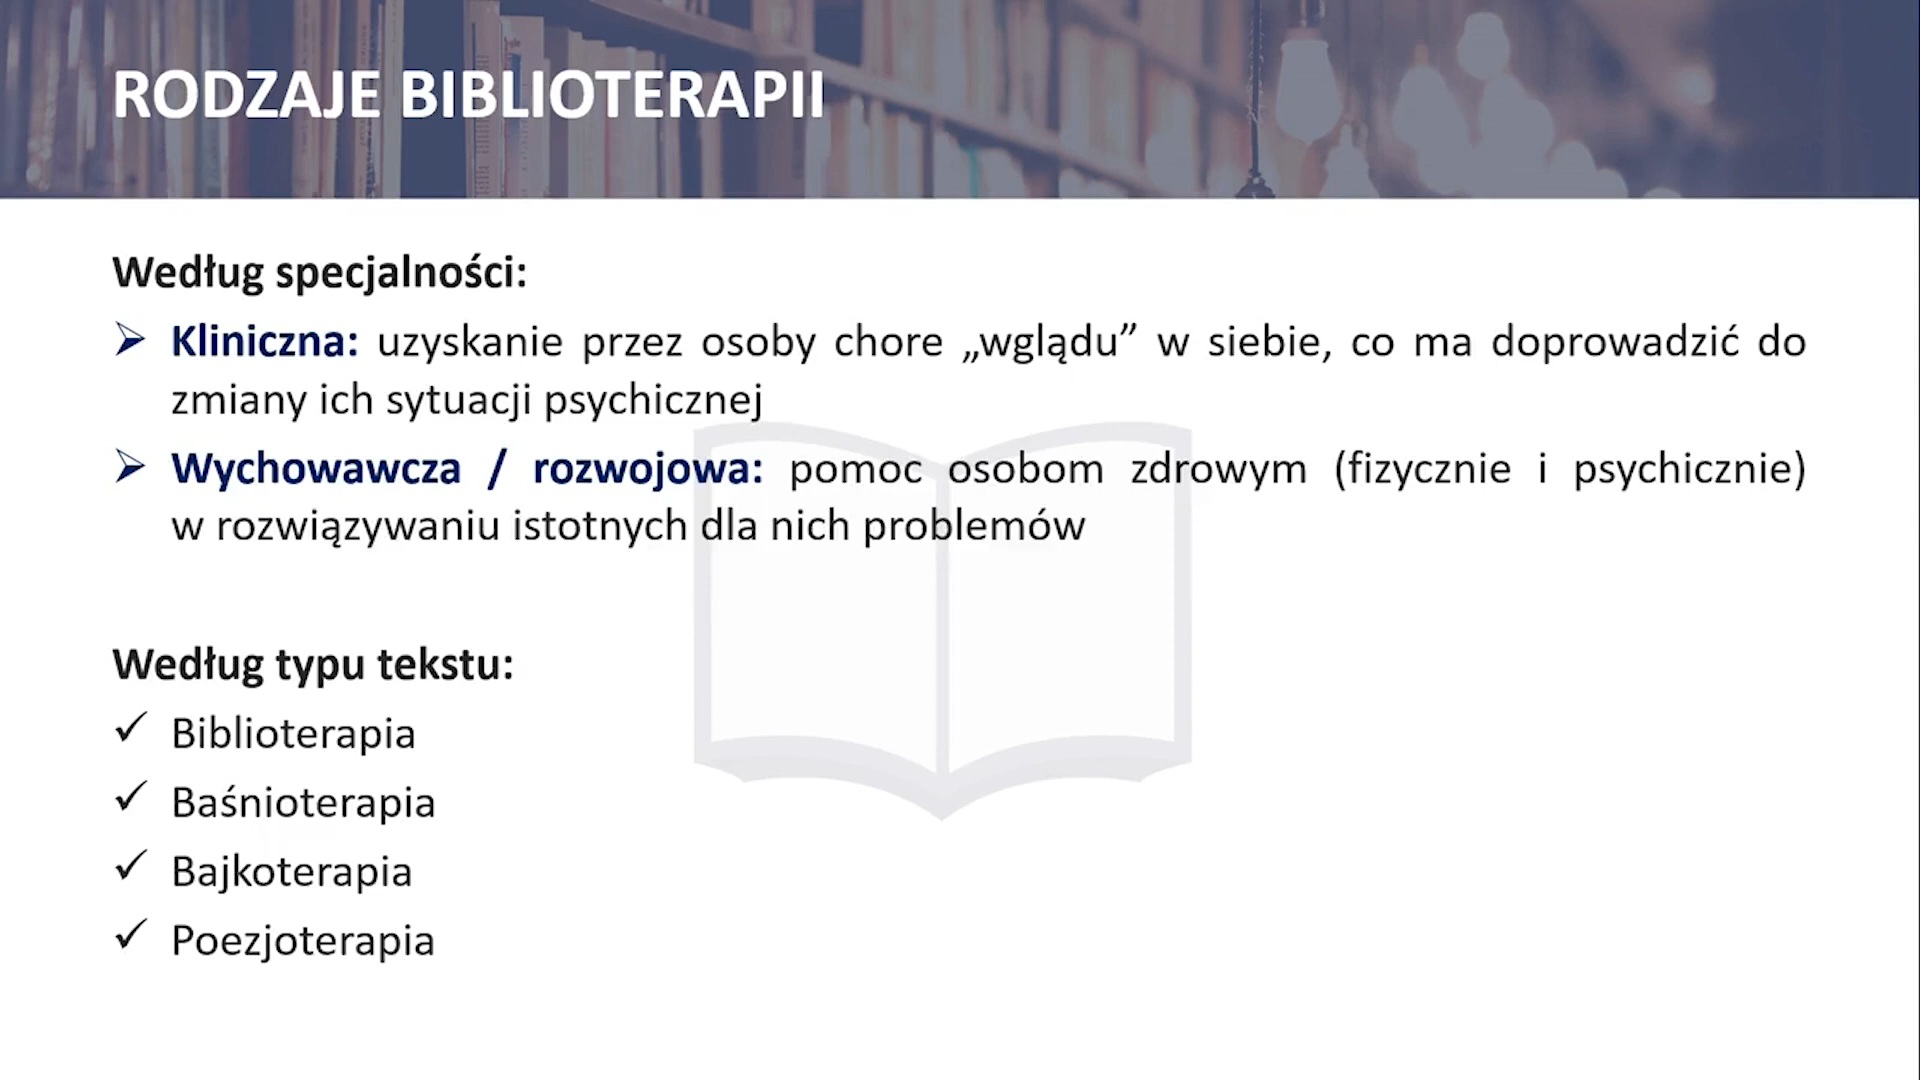 RODZAJE BIBLIOTERAPII
Według specjalności:
➢ Kliniczna: uzyskanie przez osoby chore „wglądu” w siebie, co ma doprowadzić do
zmiany ich sytuacji psychicznej
➢ Wychowawcza / rozwojowa: pomoc osobom zdrowym (fizycznie i psychicznie)
w rozwiązywaniu istotnych dla nich problemów
Według typu tekstu:
✓ Biblioterapia
✓ Baśnioterapia
✓ Bajkoterapia
✓ Poezjoterapia